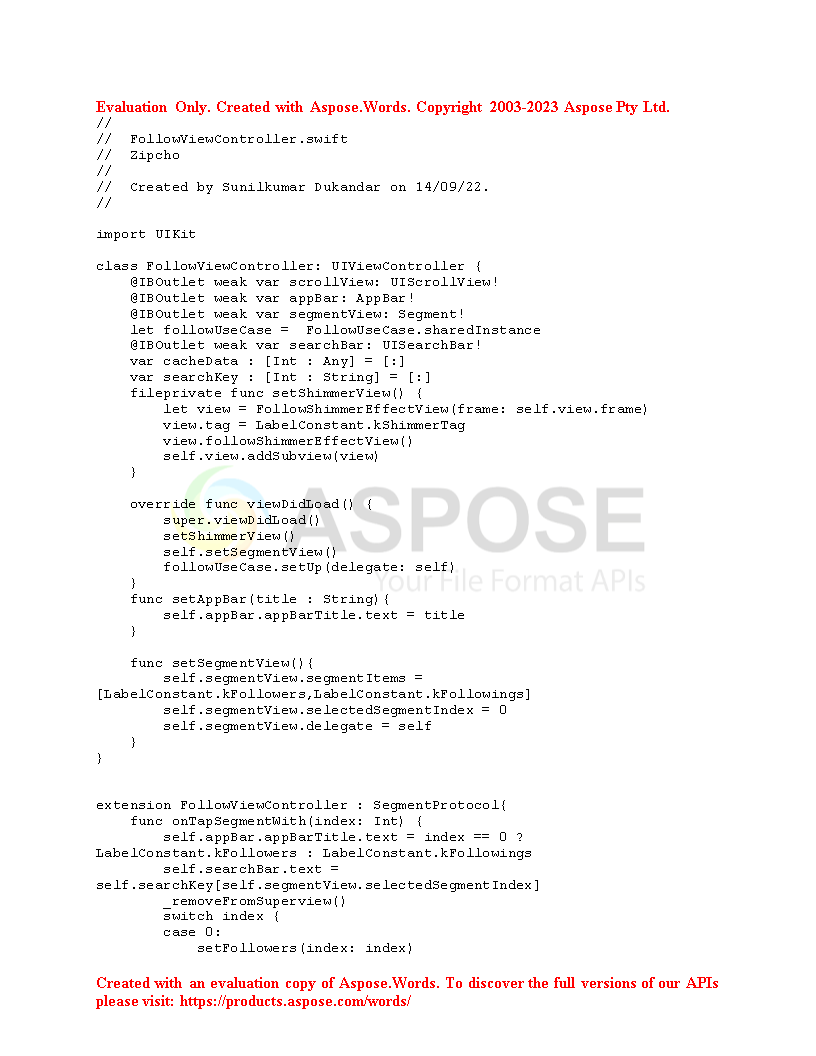 Evaluation Only. Created with Aspose.Words. Copyright 2003-2023 Aspose Pty Ltd.
//
//  FollowViewController.swift
//  Zipcho
//
//  Created by Sunilkumar Dukandar on 14/09/22.
//
import UIKit
class FollowViewController: UIViewController {
    @IBOutlet weak var scrollView: UIScrollView!
    @IBOutlet weak var appBar: AppBar!
    @IBOutlet weak var segmentView: Segment!
    let followUseCase =  FollowUseCase.sharedInstance
    @IBOutlet weak var searchBar: UISearchBar!
    var cacheData : [Int : Any] = [:]
    var searchKey : [Int : String] = [:]
    fileprivate func setShimmerView() {
        let view = FollowShimmerEffectView(frame: self.view.frame)
        view.tag = LabelConstant.kShimmerTag
        view.followShimmerEffectView()
        self.view.addSubview(view)
    }
    override func viewDidLoad() {
        super.viewDidLoad()
        setShimmerView()
        self.setSegmentView()
        followUseCase.setUp(delegate: self)
    }
    func setAppBar(title : String){
        self.appBar.appBarTitle.text = title
    }
    func setSegmentView(){
        self.segmentView.segmentItems =
[LabelConstant.kFollowers,LabelConstant.kFollowings]
        self.segmentView.selectedSegmentIndex = 0
        self.segmentView.delegate = self
    }
}
extension FollowViewController : SegmentProtocol{
    func onTapSegmentWith(index: Int) {
        self.appBar.appBarTitle.text = index == 0 ?
LabelConstant.kFollowers : LabelConstant.kFollowings
        self.searchBar.text =
self.searchKey[self.segmentView.selectedSegmentIndex]
        _removeFromSuperview()
        switch index {
        case 0:
            setFollowers(index: index)
ASPOSE
Your File Format APIs
Created with an evaluation copy of Aspose.Words. To discover the full versions of our APIs
please visit: https://products.aspose.com/words/